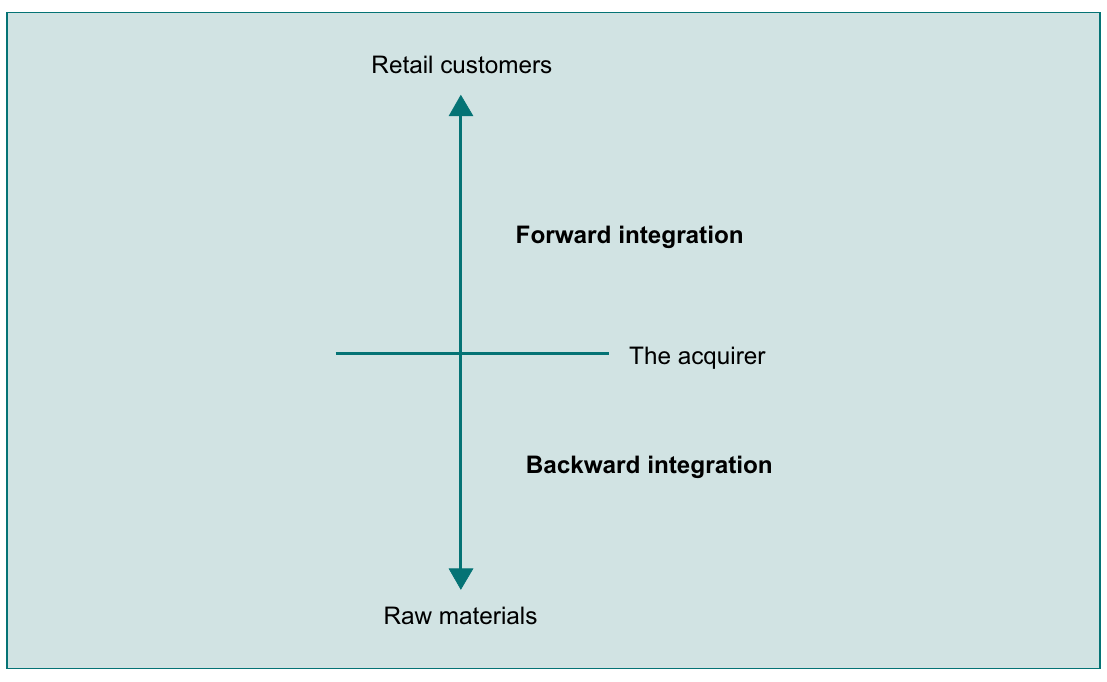 Retail customers
Forward integration
The acquirer
Backward integration
Raw materials